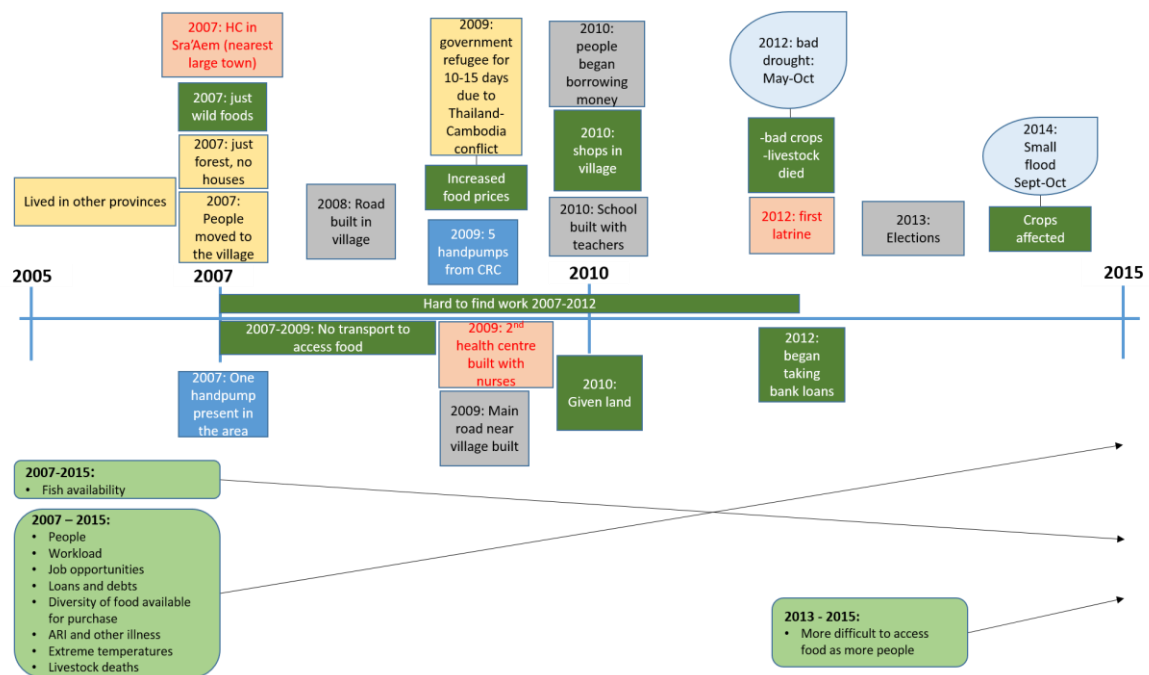 2007: HC in
Sra’Aem (nearest
large town)
2007: just
wild foods
2007: just
forest, no
houses
Lived in other provinces
2007:
People
moved to
the village
2008: Road
built in
village
2009:
government
refugee for
10-15 days
due to
Thailand-
Cambodia
conflict
Increased
food prices
2009: 5
handpumps
from CRC
2010:
people
began
borrowing
money
2010:
shops in
village
2010: School
built with
teachers
2012: bad
drought:
May-Oct
-bad crops
-livestock
died
2012: first
latrine
2013:
Elections
2014:
Small
flood
Sept-Oct
Crops
affected
2005
2007
2010
2015
Hard to find work 2007-2012
2007-2009: No transport to
access food
2007: One
handpump
present in
the area
2009: 2nd
health centre
built with
nurses
2009: Main
road near
village built
2010:
Given land
2012:
began
taking
bank loans
2007-2015:
• Fish availability
2007 – 2015:
• People
• Workload
• Job opportunities
• Loans and debts
• Diversity of food available
for purchase
• ARI and other illness
• Extreme temperatures
• Livestock deaths
2013 - 2015:
• More difficult to access
food as more people